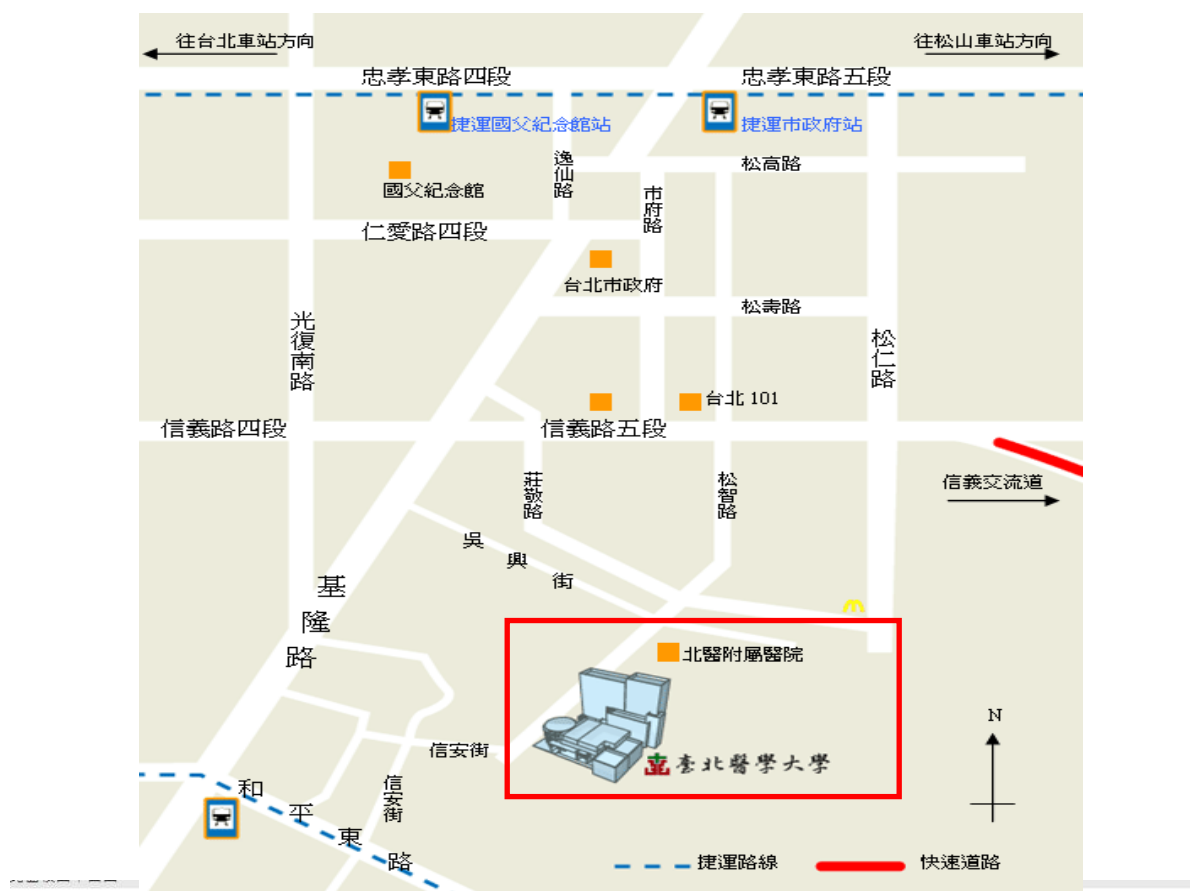 往台北車站方向
往松山車站方向
忠孝東路四段
忠孝東路五段
捷運國父紀念館站
捷運市政府站
逸仙路
松高路
國父紀念館
市府路
仁愛路四段
台北市政府
松壽路
光復南路
松仁路
台北 101
信義路四段
信義路五段
莊敬路
松智路
信義交流道
吳興街
基隆路
北醫附屬醫院
N
信安街
臺北醫學大學
信安街
和平東路
捷運路線
快速道路